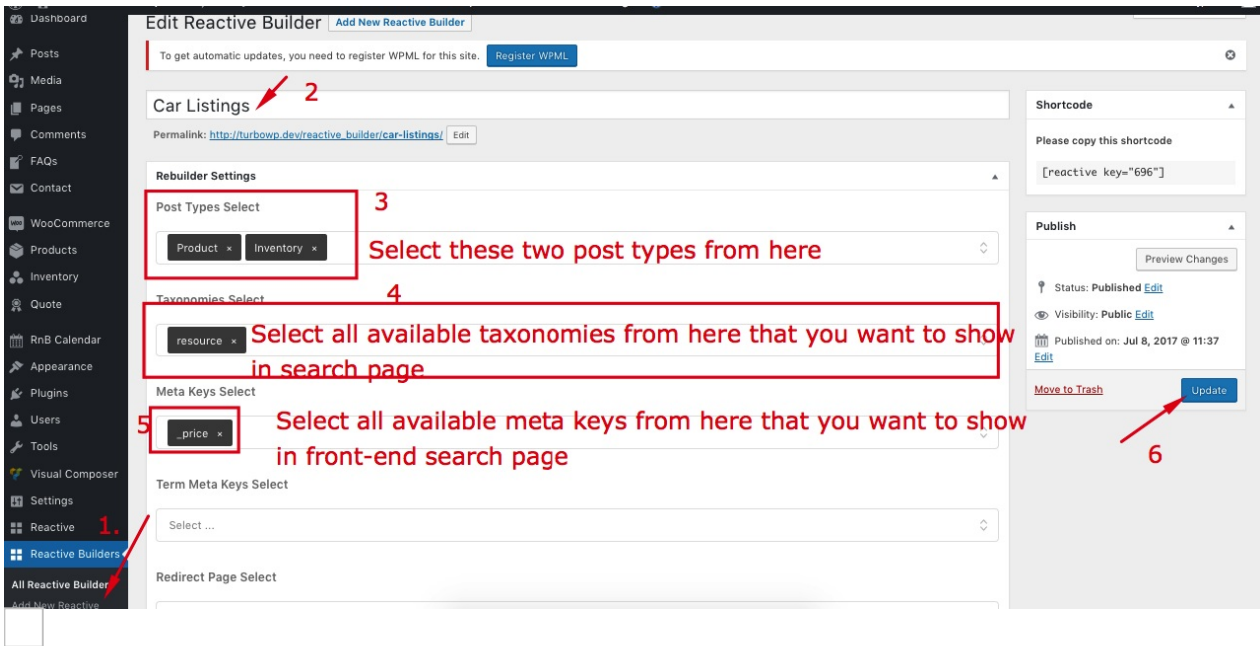 Dashboard
Posts
Media
Pages
Comments
FAQs
Contact
WooCommerce
Products
Inventory
Quote
RnB Calendar
Appearance
Plugins
Users
Tools
Visual Composer
Settings
Reactive
1.
Reactive Builders
All Reactive Builder
Add New Reactive
Edit Reactive Builder
Add New Reactive Builder
To get automatic updates, you need to register WPML for this site. Register WPML
2
Car Listings
Permalink: http://turbowp.dev/reactive_builder/car-listings/ Edit
Rebuilder Settings
3
Post Types Select
Product × Inventory ×
Select these two post types from here
4
Taxonomies Select
resource ×
Select all available taxonomies from here that you want to show
in search page
Meta Keys Select
5
_price ×
Select all available meta keys from here that you want to show
in front-end search page
Term Meta Keys Select
Select ...
Redirect Page Select
Shortcode
Please copy this shortcode
[reactive key="696"]
Publish
Preview Changes
Status: Published Edit
Visibility: Public Edit
Published on: Jul 8, 2017 @ 11:37
Edit
Move to Trash
Update
6